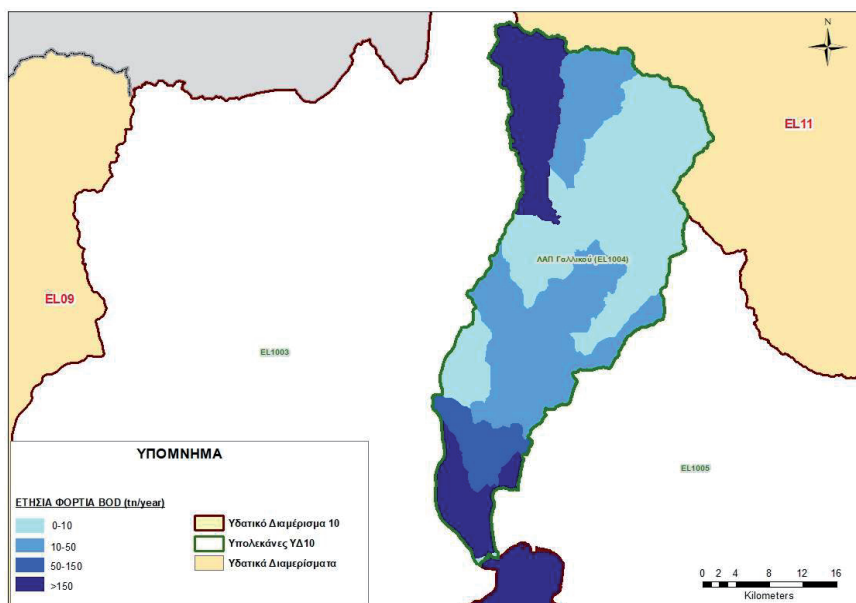 N
EL11
ΛΑΠ Γαλλικού (EL1004)
EL09
EL1003
EL1005
ΥΠΟΜΝΗΜΑ
ΕΤΗΣΙΑ ΦΟΡΤΙΑ BOD (tn/year)
0-10
10-50
50-150
>150
Υδατικό Διαμέρισμα 10
Υπολεκάνες ΥΔ10
Υδατικά Διαμερίσματα
0 2 4 8 12 16
Kilometers